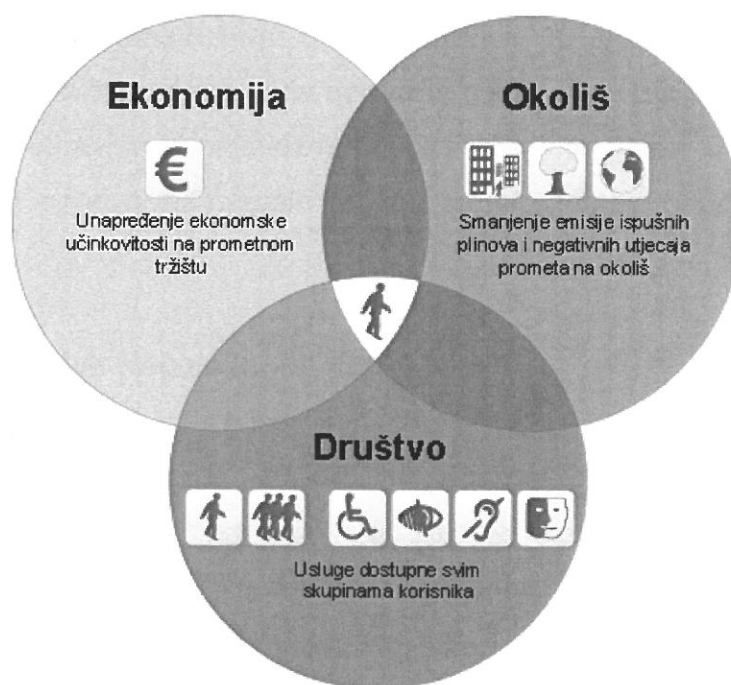 Ekonomija
€
Unapređenje ekonomske
učinkovitosti na prometnom
tržištu
Okoliš
Smanjenje emisije ispušnih
plinova i negativnih utjecaja
prometa na okoliš
Društvo
Usluge dostupne svim
skupinama korisnika